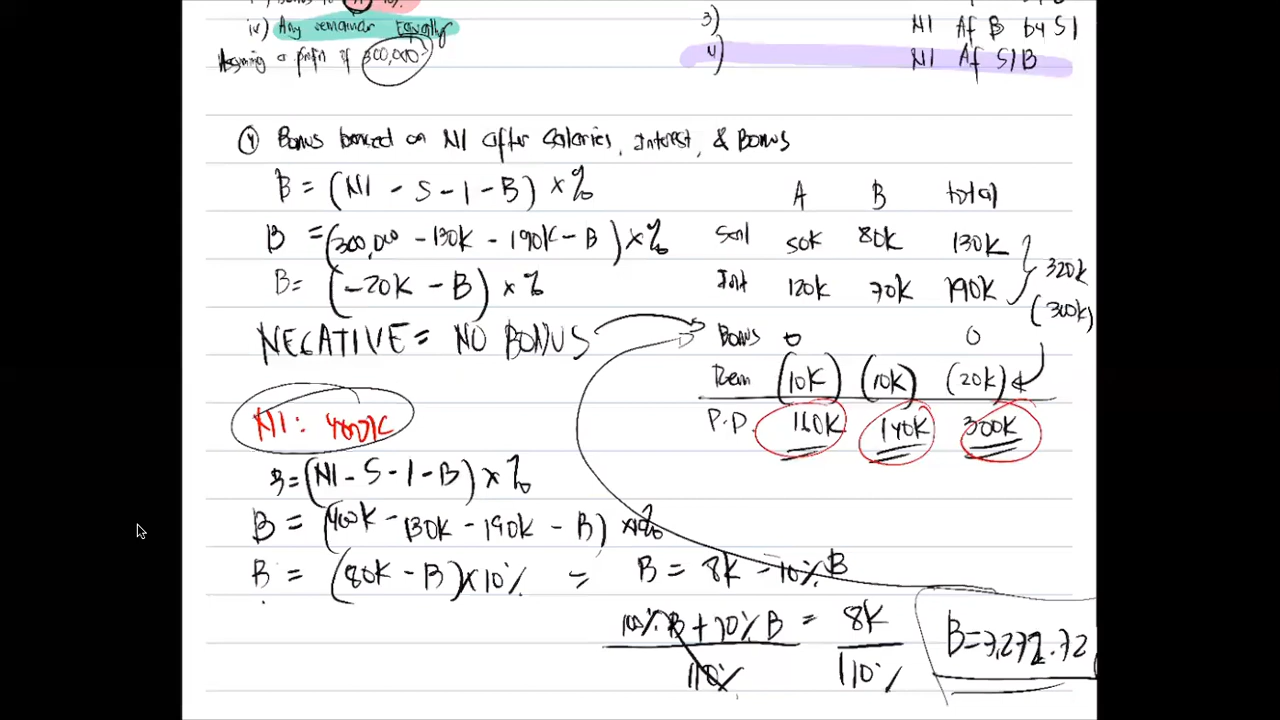 iv) Any remainder Equally
Assuming a profit of 300,000
3) NI Af B b4 SI
4) NI Af SIB
④ Bonus based on NI after Salaries, Interest, & Bonus
B = (NI - S - I - B) x %
B = (300,000 - 130K - 190K - B) x %
B = (-20K - B) x %
NEGATIVE = NO BONUS
A B total
Sal 50K 80K 130K
Int 120K 70K 190K
320K
(300K)
Bonus 0 0
Rem (10K) (10K) (20K)
P.D. 160K 140K 300K
NI: 400K
B = (NI - S - I - B) x %
B = (400K - 130K - 190K - B) x 10%
B = (80K - B) x 10% = B = 8K - 10% B
100% B + 10% B = 8K
110% 110%
B = 7,272.72